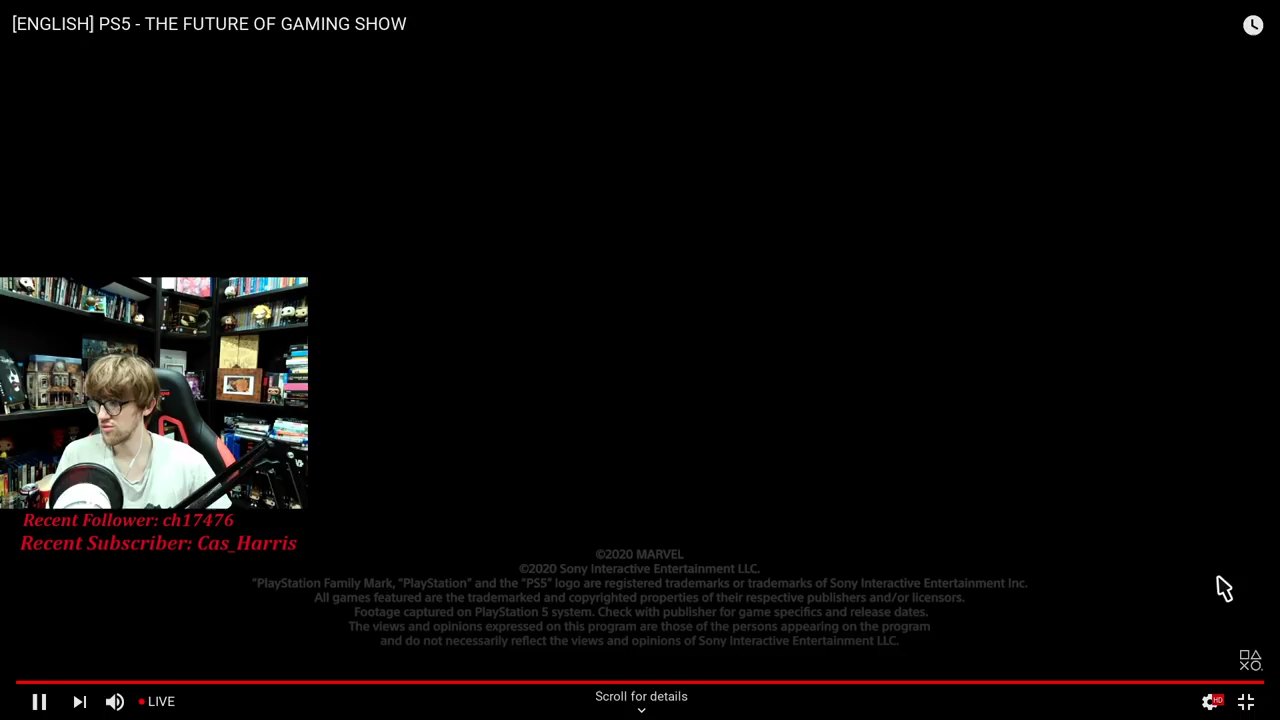 [ENGLISH] PS5 - THE FUTURE OF GAMING SHOW
Recent Follower: ch17476
Recent Subscriber: Cas_Harris
©2020 MARVEL
©2020 Sony Interactive Entertainment LLC.
"PlayStation Family Mark, "PlayStation" and the "PS5" logo are registered trademarks or trademarks of Sony Interactive Entertainment Inc.
All games featured are the trademarked and copyrighted properties of their respective publishers and/or licensors.
Footage captured on PlayStation 5 system. Check with publisher for game specifics and release dates.
The views and opinions expressed on this program are those of the persons appearing on the program
and do not necessarily reflect the views and opinions of Sony Interactive Entertainment LLC.
LIVE
Scroll for details
HD